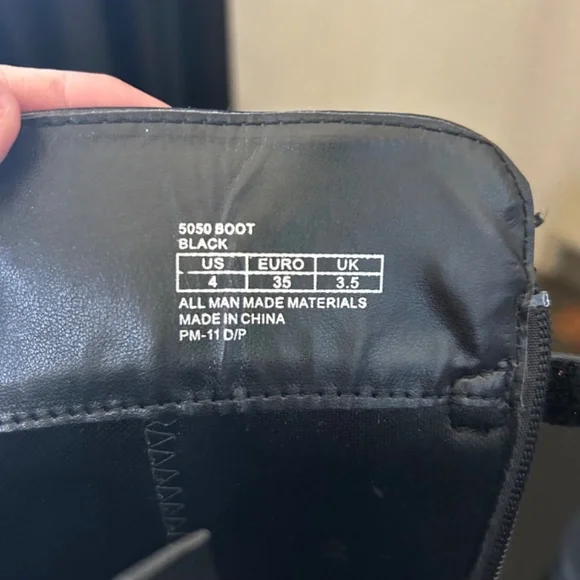 5050 BOOT
BLACK
US EURO UK
4 35 3.5
ALL MAN MADE MATERIALS
MADE IN CHINA
PM-11 D/P